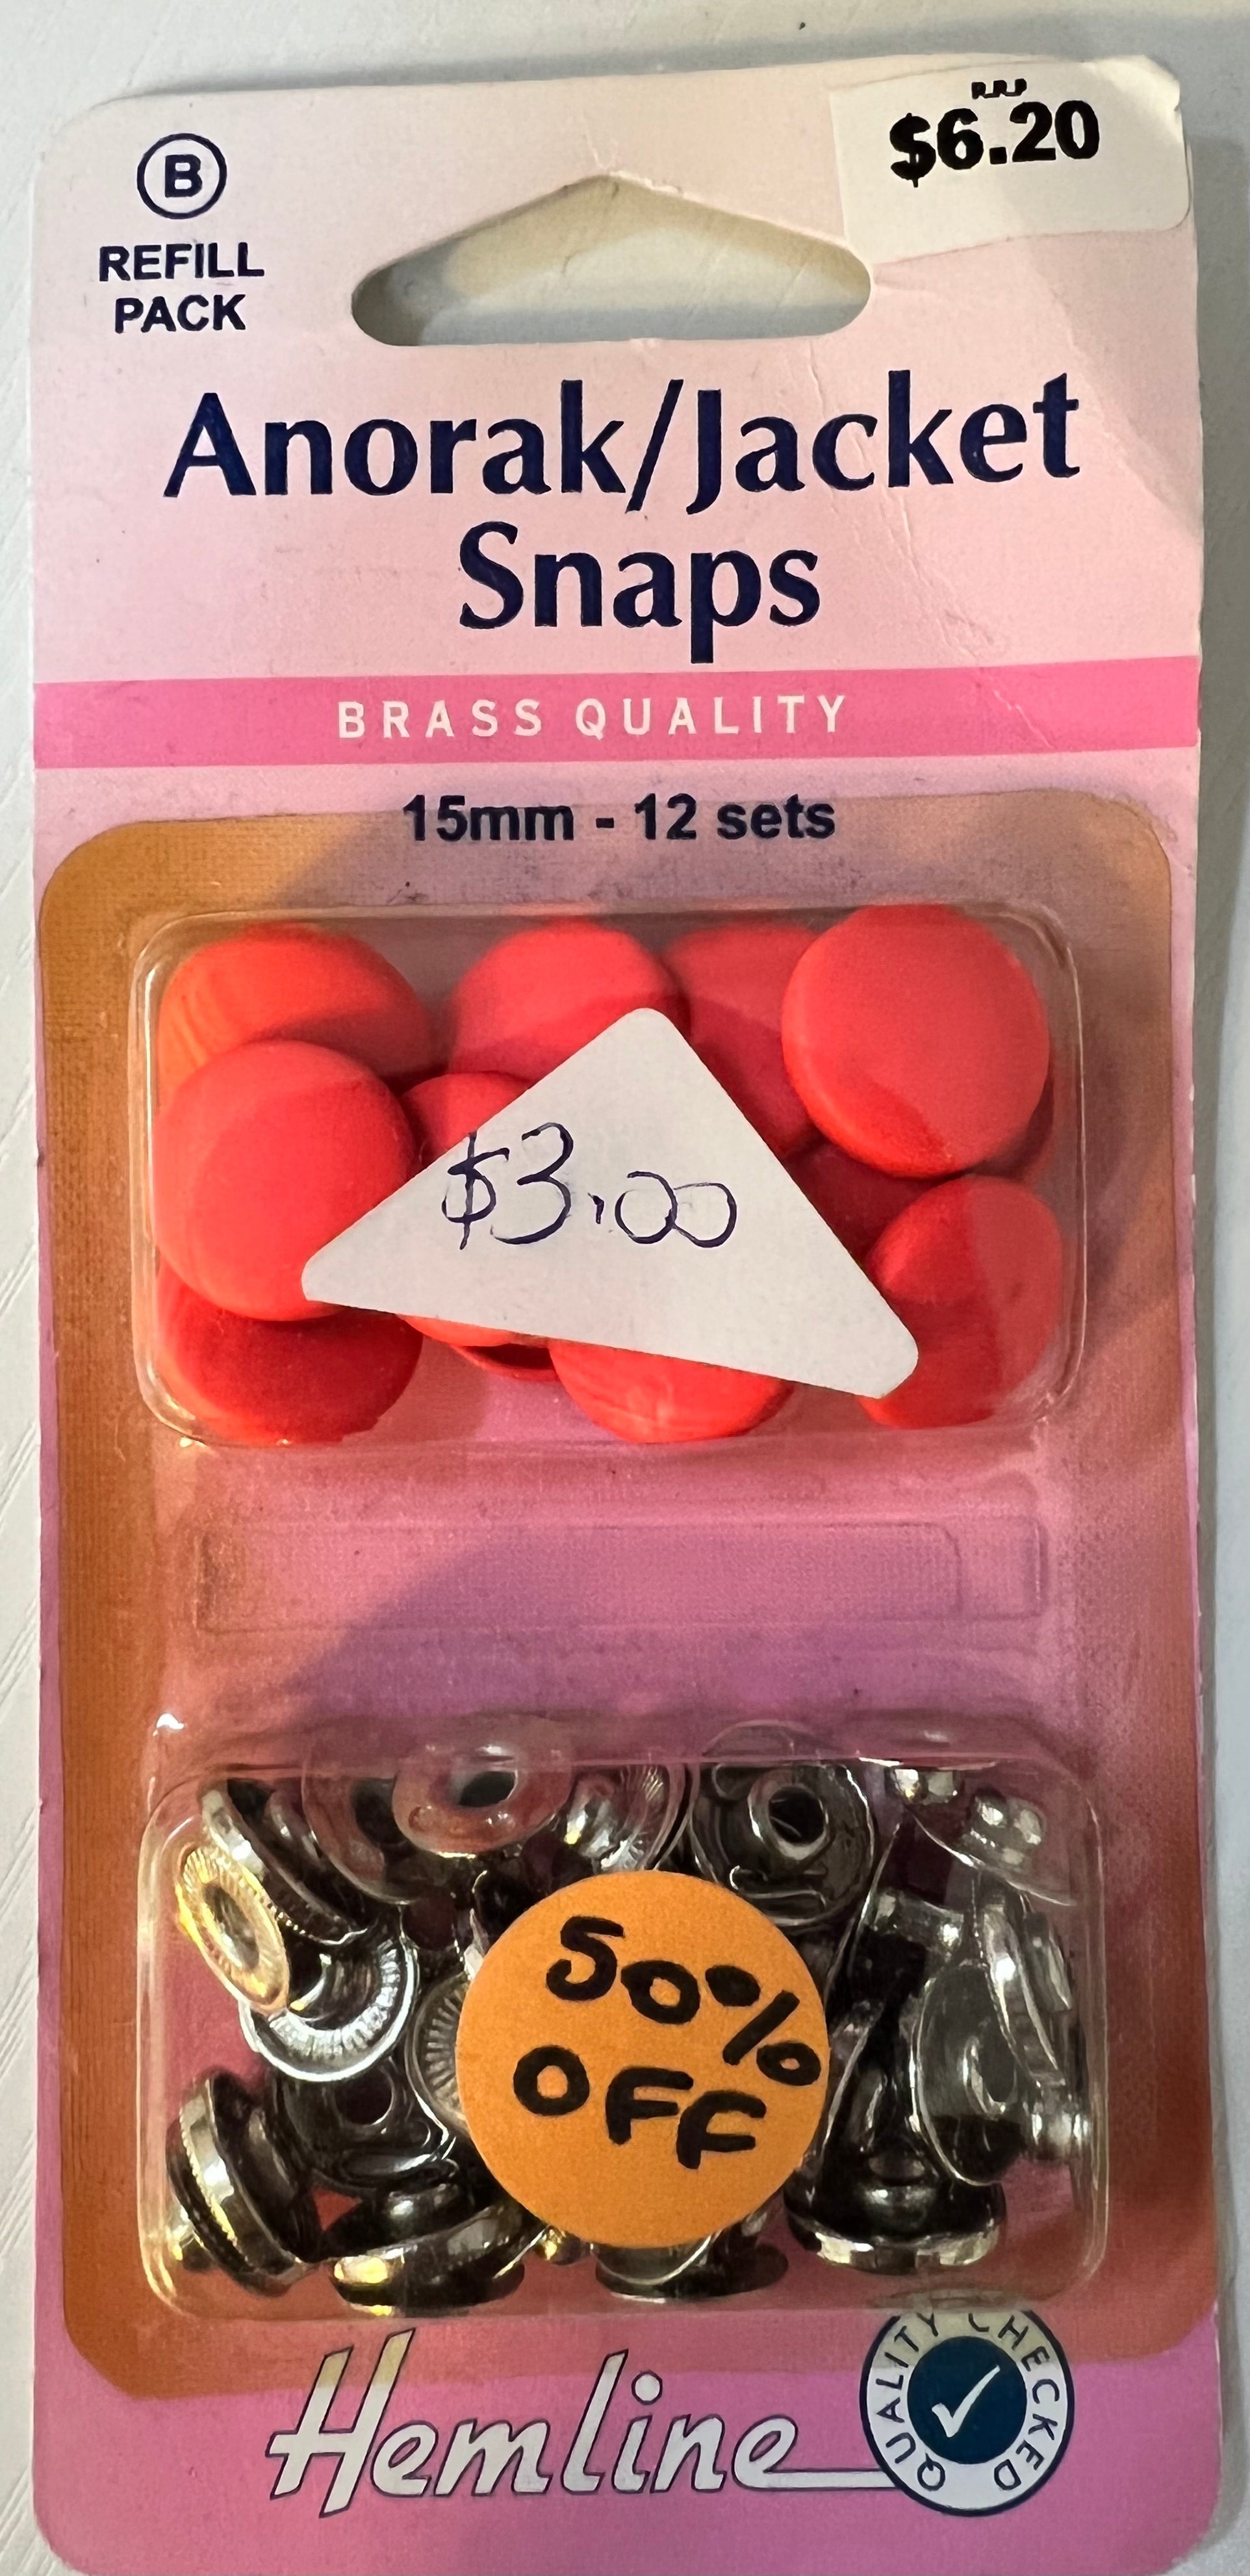 B
REFILL
PACK
RRP
$6.20
Anorak/Jacket
Snaps
BRASS QUALITY
15mm - 12 sets
$3.00
50%
OFF
Hemline
QUALITY CHECKED